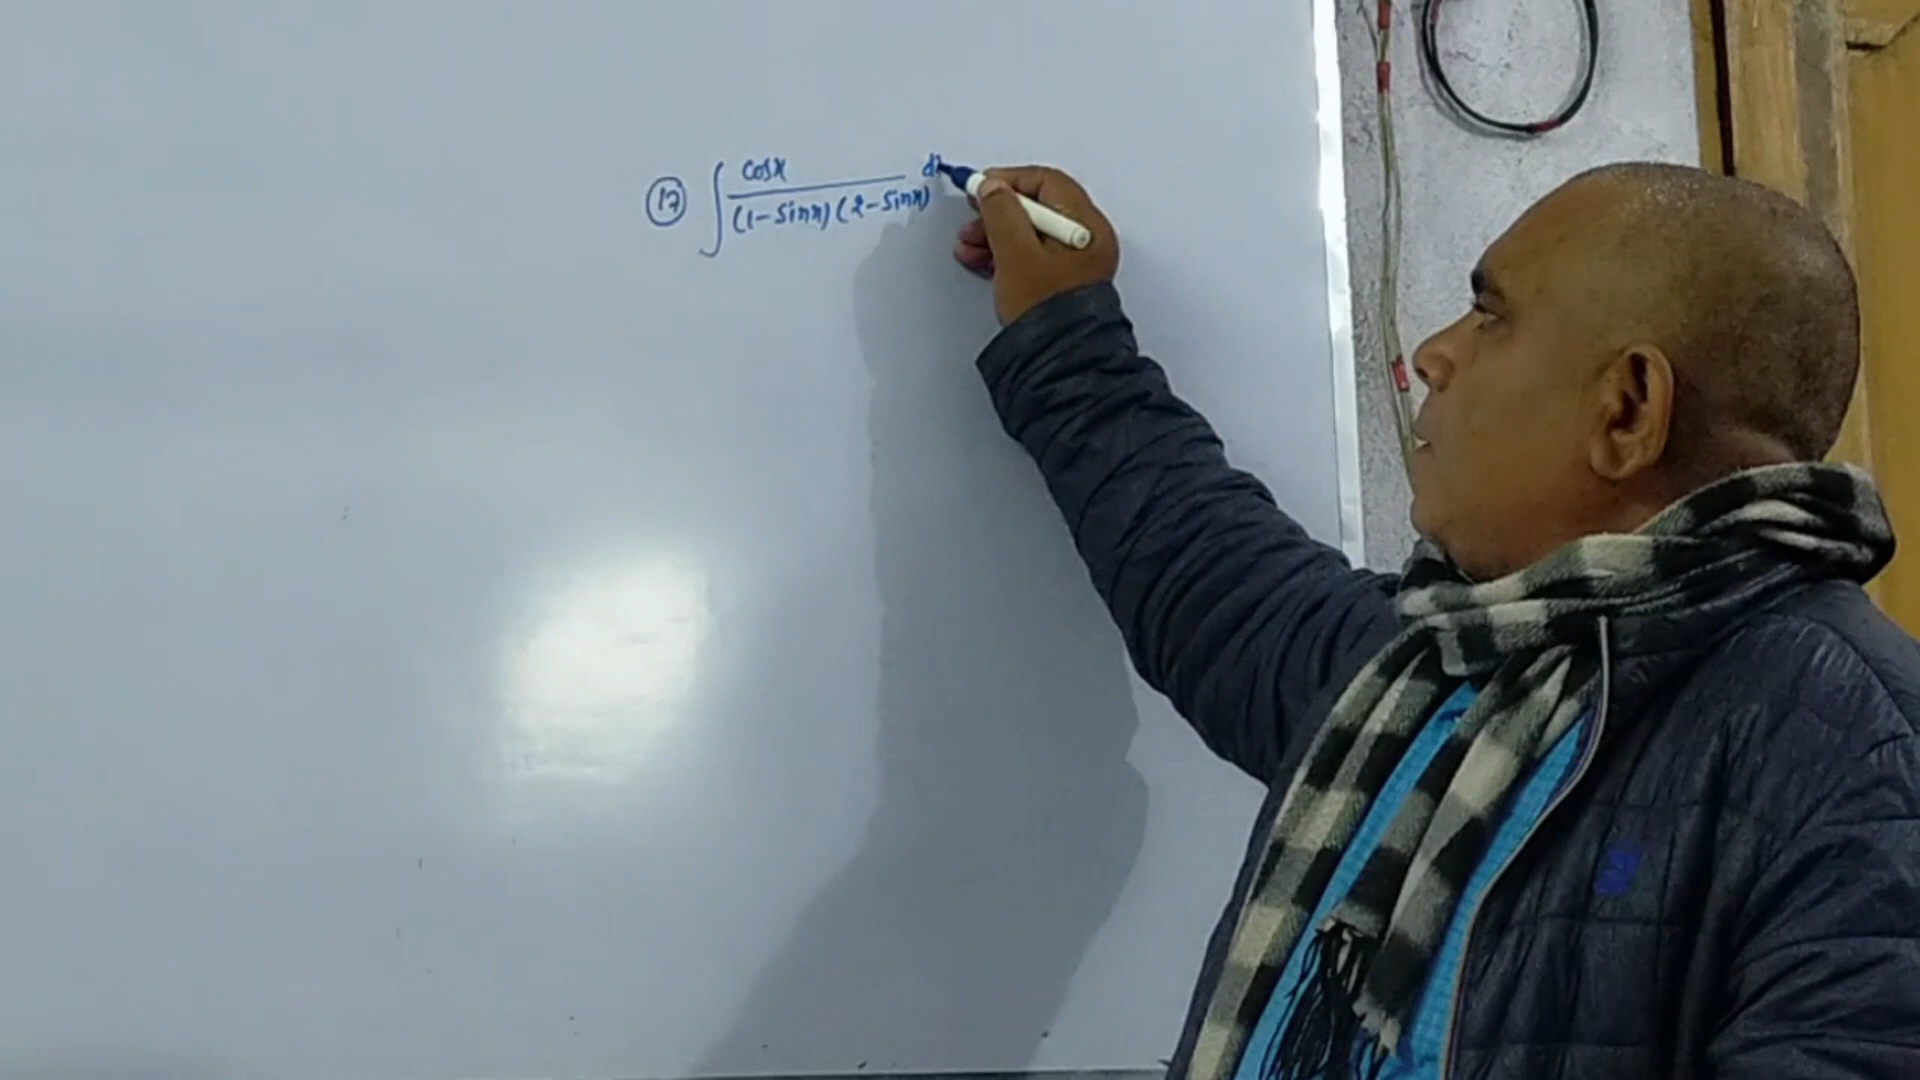 ⑰ ∫ cosx / (1-sinx)(2-sinx) dx